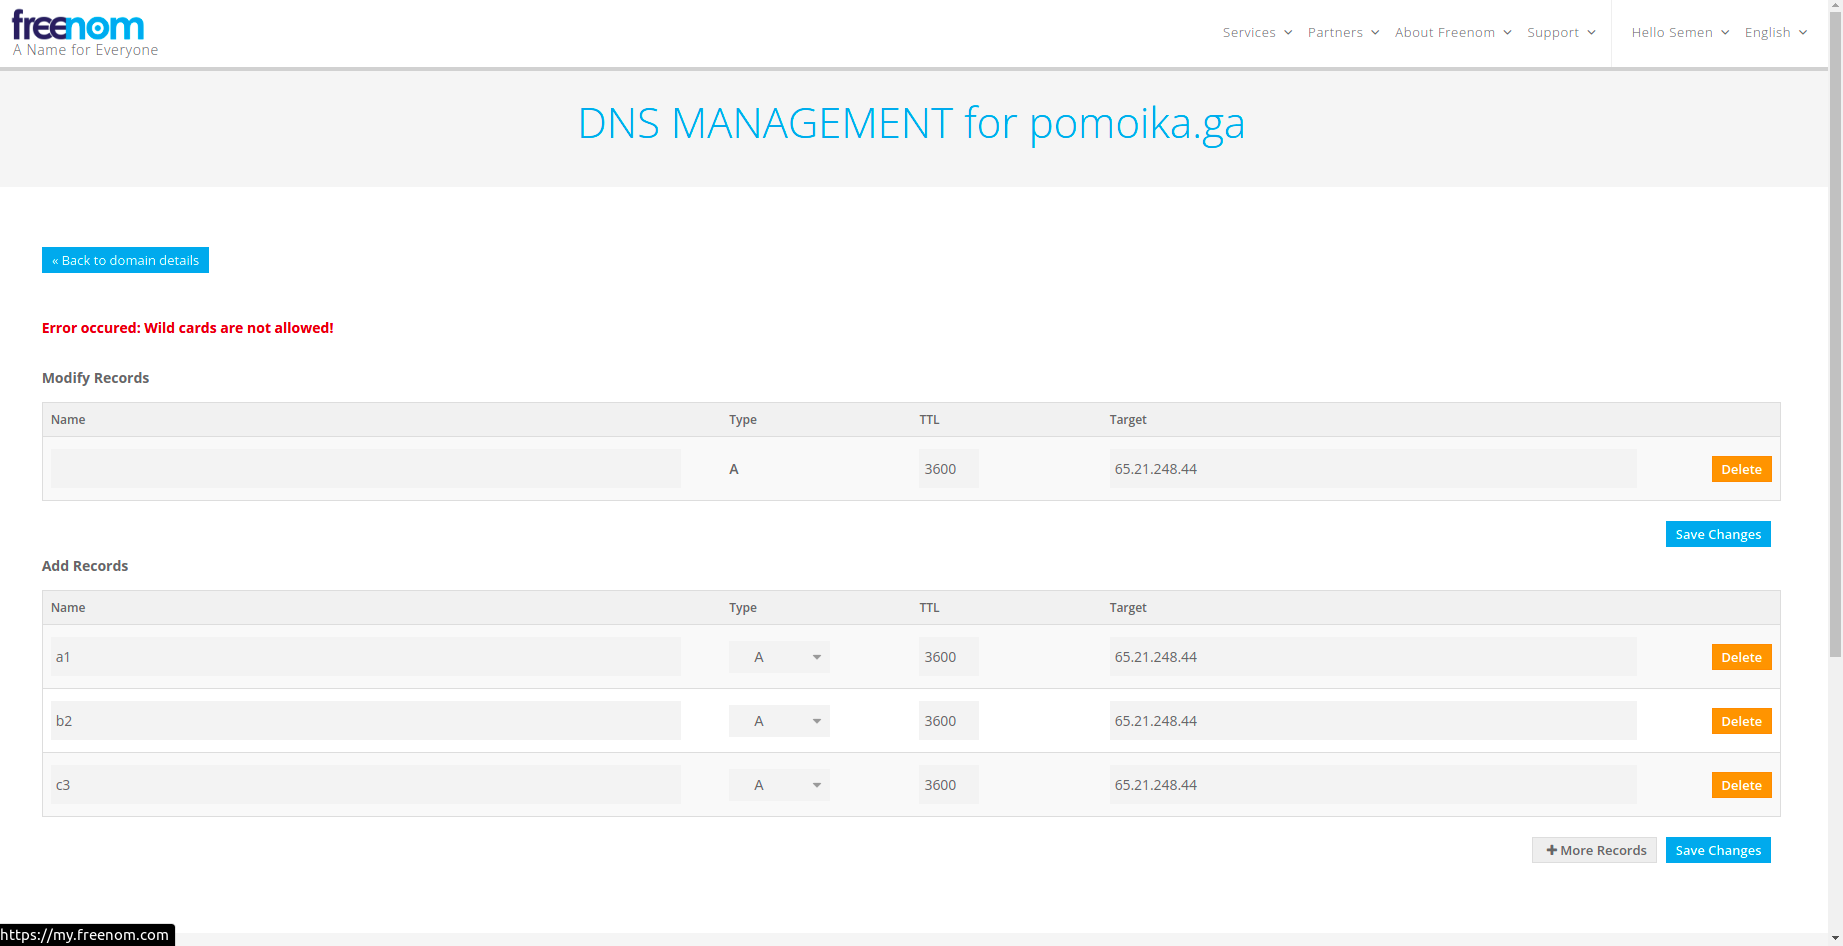 freenom
A Name for Everyone
Services Partners About Freenom Support Hello Semen English
DNS MANAGEMENT for pomoika.ga
« Back to domain details
Error occured: Wild cards are not allowed!
Modify Records
Name Type TTL Target
A 3600 65.21.248.44 Delete
Save Changes
Add Records
Name Type TTL Target
a1 A 3600 65.21.248.44 Delete
b2 A 3600 65.21.248.44 Delete
c3 A 3600 65.21.248.44 Delete
+ More Records Save Changes
https://my.freenom.com